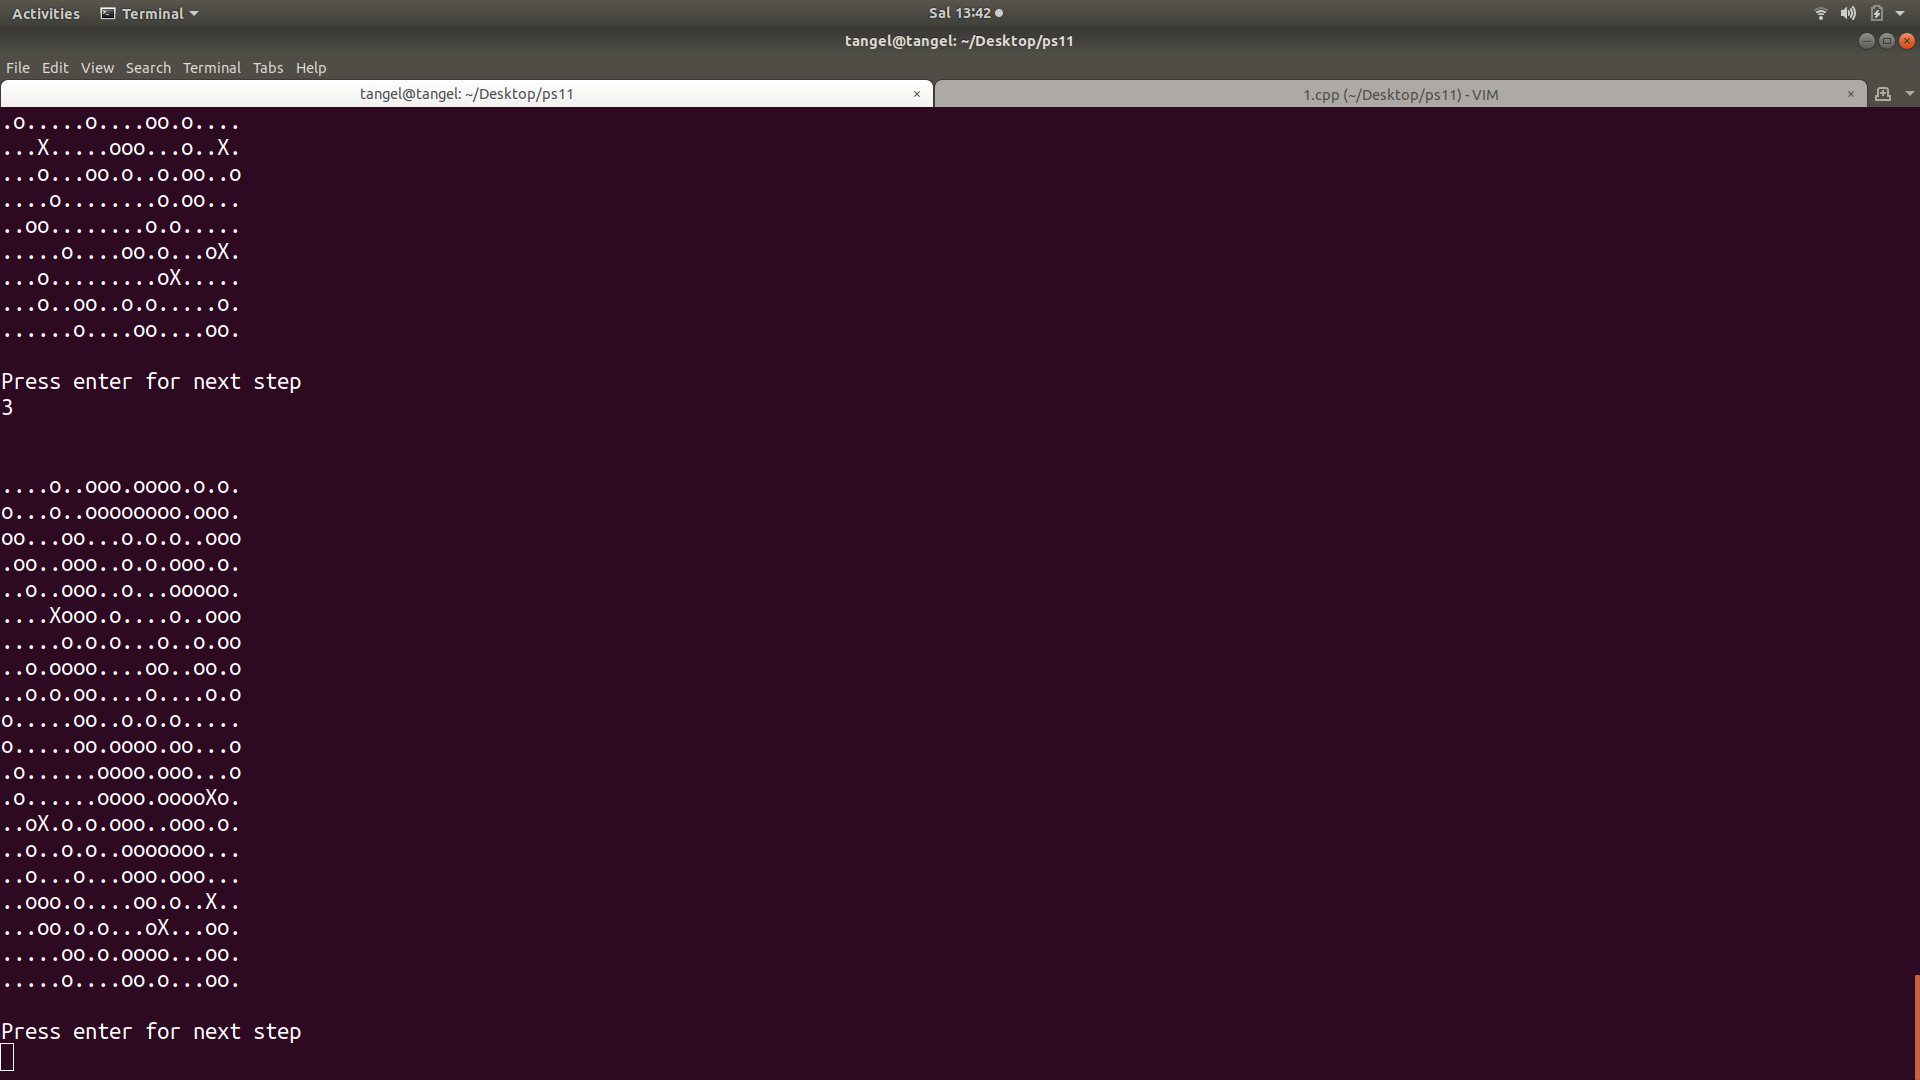 Activities Terminal Sal 13:42
tangel@tangel: ~/Desktop/ps11
File Edit View Search Terminal Tabs Help
tangel@tangel: ~/Desktop/ps11 × 1.cpp (~/Desktop/ps11) - VIM ×
.o.....o....oo.o....
...X.....ooo...o..X.
...o...oo.o..o.oo..o
....o........o.oo...
..oo........o.o.....
.....o....oo.o...oX.
...o.........oX.....
...o..oo..o.o.....o.
......o....oo....oo.
Press enter for next step
3
....o..ooo.oooo.o.o.
o...o..oooooooo.ooo.
oo...oo...o.o.o..ooo
.oo..ooo..o.o.ooo.o.
..o..ooo..o...ooooo.
....Xooo.o....o..ooo
.....o.o.o...o..o.oo
..o.oooo....oo..oo.o
..o.o.oo....o....o.o
o.....oo..o.o.o.....
o.....oo.oooo.oo...o
.o......oooo.ooo...o
.o......oooo.ooooXo.
..oX.o.o.ooo..ooo.o.
..o..o.o..ooooooo...
..o...o...ooo.ooo...
..ooo.o....oo.o..X..
...oo.o.o...oX...oo.
.....oo.o.oooo...oo.
.....o....oo.o...oo.
Press enter for next step